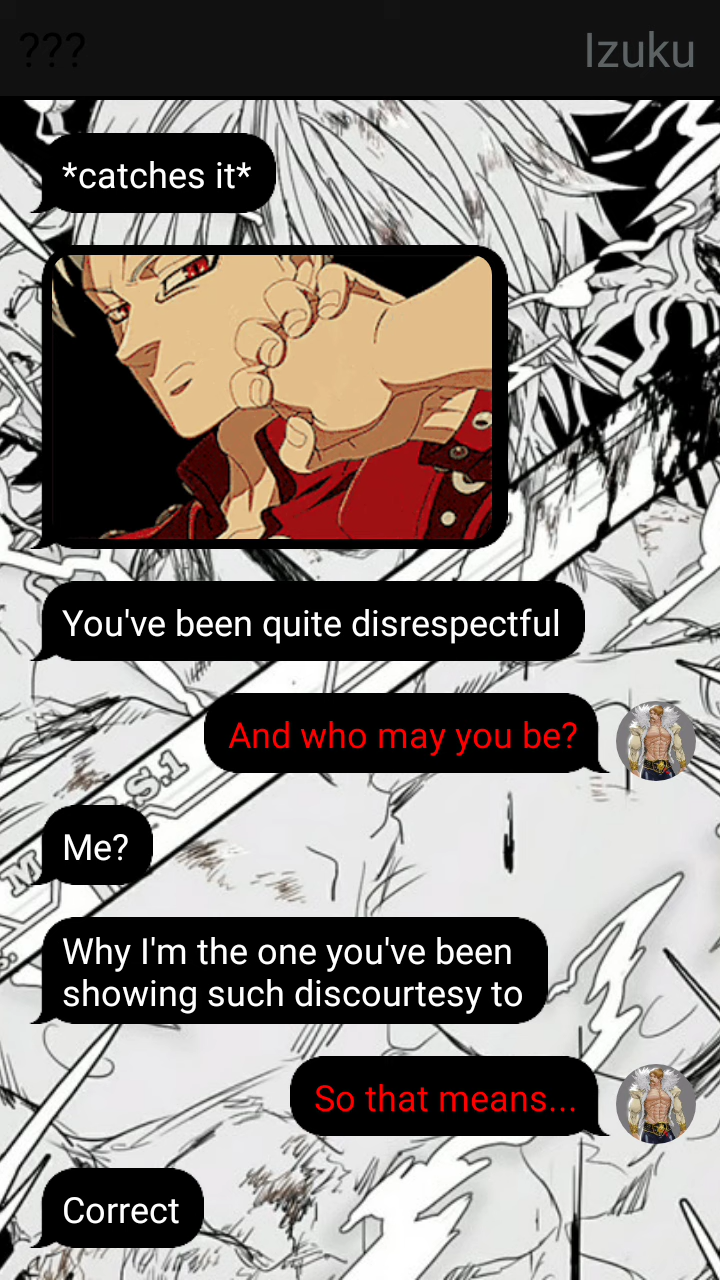 ???
Izuku
*catches it*
You've been quite disrespectful
And who may you be?
Me?
Why I'm the one you've been
showing such discourtesy to
So that means...
Correct